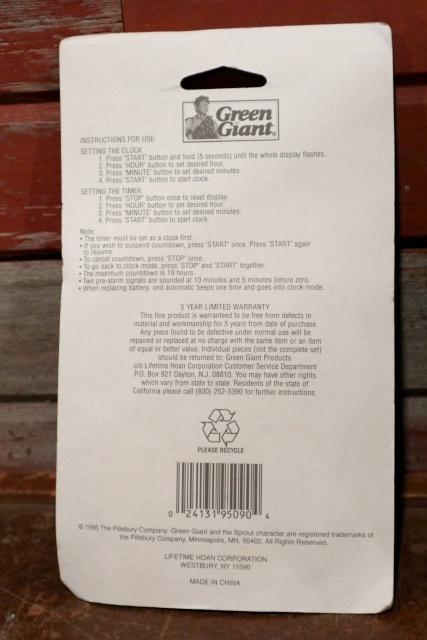 Green
Giant®
INSTRUCTIONS FOR USE
SETTING THE CLOCK
1. Press "START" button and hold (5 seconds) until the whole display flashes.
2. Press "HOUR" button to set desired hour.
3. Press "MINUTE" button to set desired minutes.
4. Press "START" button to start clock.
SETTING THE TIMER
1. Press "STOP" button once to reset display.
2. Press "HOUR" button to set desired hour.
3. Press "MINUTE" button to set desired minutes.
4. Press "START" button to start clock.
Note:
• The timer must be set as a clock first.
• If you wish to suspend countdown, press "START" once. Press "START" again
to resume.
• To cancel countdown, press "STOP" once.
• To go back to clock mode, press "STOP" and "START" together.
• The maximum countdown is 19 hours.
• Two pre-alarm signals are sounded at 10 minutes and 5 minutes before zero.
• When replacing battery, unit automatic beeps one time and goes into clock mode.
5 YEAR LIMITED WARRANTY
This fine product is warranted to be free from defects in
material and workmanship for 5 years from date of purchase.
Any piece found to be defective under normal use will be
repaired or replaced at no charge with the same item or an item
of equal or better value. Individual pieces (not the complete set)
should be returned to: Green Giant Products
c/o Lifetime Hoan Corporation Customer Service Department
P.O. Box 921 Dayton, N.J. 08810. You may have other rights
which vary from state to state. Residents of the state of
California please call (800) 252-3390 for further instructions.
PLEASE RECYCLE
0 24131 95090 4
© 1996 The Pillsbury Company: Green Giant and the Sprout character are registered trademarks of
the Pillsbury Company, Minneapolis, MN. 55402. All Rights Reserved.
LIFETIME HOAN CORPORATION
WESTBURY, NY 11590
MADE IN CHINA